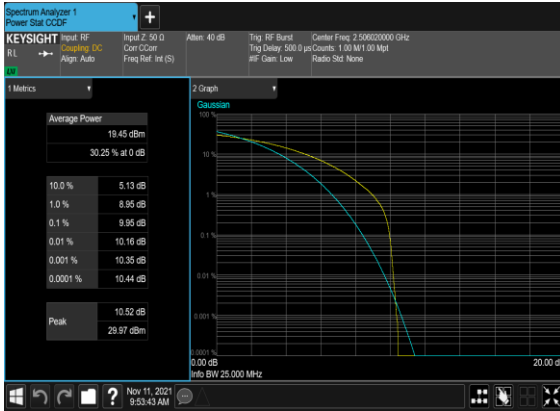 Spectrum Analyzer 1
Power Stat CCDF
+
KEYSIGHT Input: RF Input Z: 50 Ω Atten: 40 dB Trig: RF Burst Center Freq: 2.506020000 GHz
RL Coupling: DC Corr CCorr Trig Delay: 500.0 µs Counts: 1.00 M/1.00 Mpt
Align: Auto Freq Ref: Int (S) #IF Gain: Low Radio Std: None
1 Metrics
Average Power
19.45 dBm
30.25 % at 0 dB
10.0 % 5.13 dB
1.0 % 8.95 dB
0.1 % 9.95 dB
0.01 % 10.16 dB
0.001 % 10.35 dB
0.0001 % 10.44 dB
Peak 10.52 dB
29.97 dBm
2 Graph
Gaussian
100 %
10 %
1 %
0.1 %
0.01 %
0.001 %
0.0001 %
0.00 dB 20.00 d
Info BW 25.000 MHz
?
Nov 11, 2021
9:53:43 AM